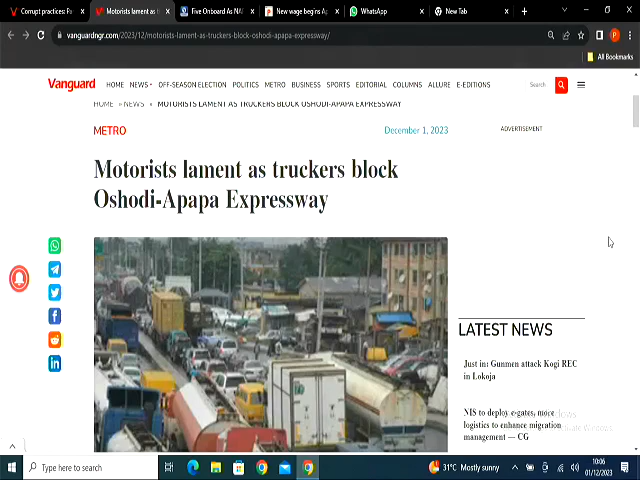 Corrupt practices: Pa
Motorists lament as b
Five Onboard As NA
New wage begins Ap
WhatsApp
New Tab
vanguardngr.com/2023/12/motorists-lament-as-truckers-block-oshodi-apapa-expressway/
All Bookmarks
Vanguard
HOME NEWS OFF-SEASON ELECTION POLITICS METRO BUSINESS SPORTS EDITORIAL COLUMNS ALLURE E-EDITIONS
Search
HOME » NEWS » MOTORISTS LAMENT AS TRUCKERS BLOCK OSHODI-APAPA EXPRESSWAY
METRO
December 1, 2023
ADVERTISEMENT
Motorists lament as truckers block
Oshodi-Apapa Expressway
LATEST NEWS
Just in: Gunmen attack Kogi REC
in Lokoja
NIS to deploy e-gates, more
logistics to enhance migration
management — CG
Type here to search
31°C Mostly sunny
10:06
01/12/2023